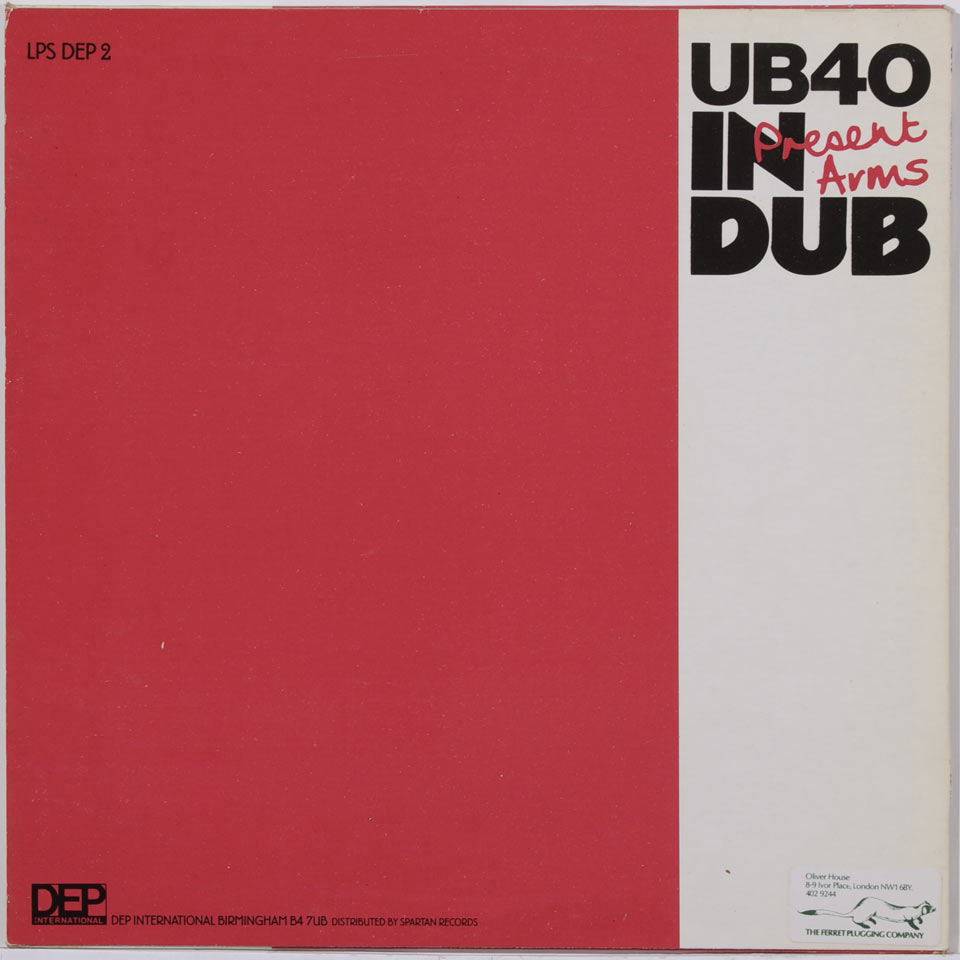 LPS DEP 2
UB40
IN
Present
Arms
DUB
DEP
INTERNATIONAL
DEP INTERNATIONAL BIRMINGHAM B4 7UB DISTRIBUTED BY SPARTAN RECORDS
Oliver House
8-9 Ivor Place, London NW1 6BY.
402 9244
THE FERRET PLUGGING COMPANY